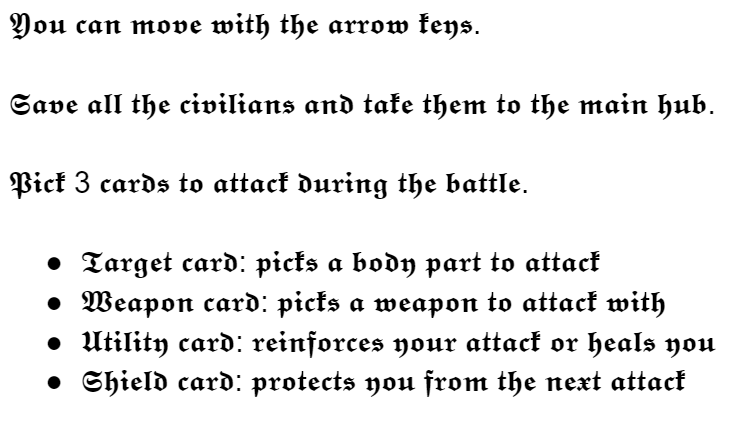 You can move with the arrow keys.
Save all the civilians and take them to the main hub.
Pick 3 cards to attack during the battle.
● Target card: picks a body part to attack
● Weapon card: picks a weapon to attack with
● Utility card: reinforces your attack or heals you
● Shield card: protects you from the next attack